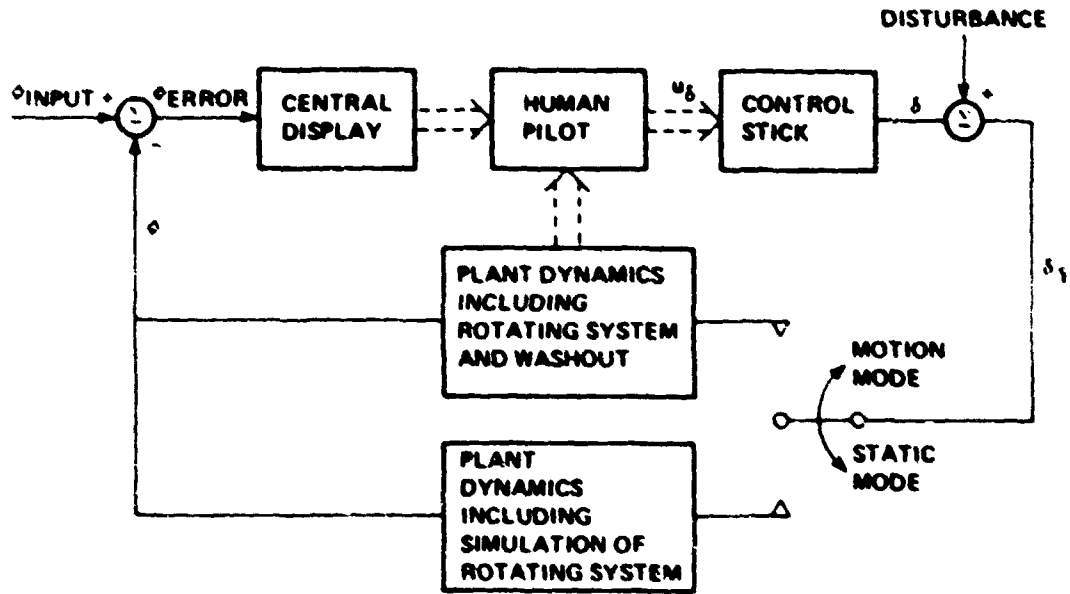 DISTURBANCE
ϕINPUT +
ϕERROR
CENTRAL
DISPLAY
HUMAN
PILOT
uδ
CONTROL
STICK
δ
+
Σ
Σ
-
ϕ
PLANT DYNAMICS
INCLUDING
ROTATING SYSTEM
AND WASHOUT
MOTION
MODE
STATIC
MODE
PLANT
DYNAMICS
INCLUDING
SIMULATION OF
ROTATING SYSTEM